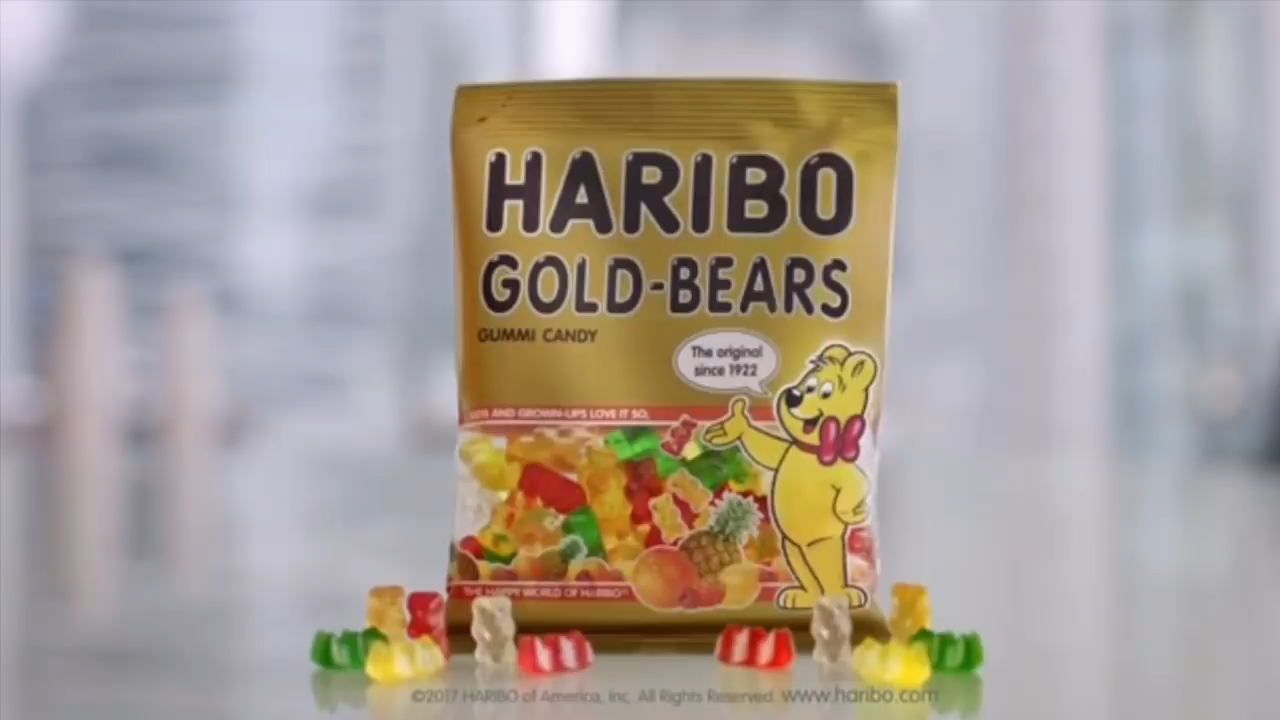 HARIBO
GOLD-BEARS
GUMMI CANDY
The original
since 1922
AND GROWN-UPS LOVE IT SO,
THE HAPPY WORLD OF HARIBO
©2017 HARIBO of America, Inc. All Rights Reserved. www.haribo.com